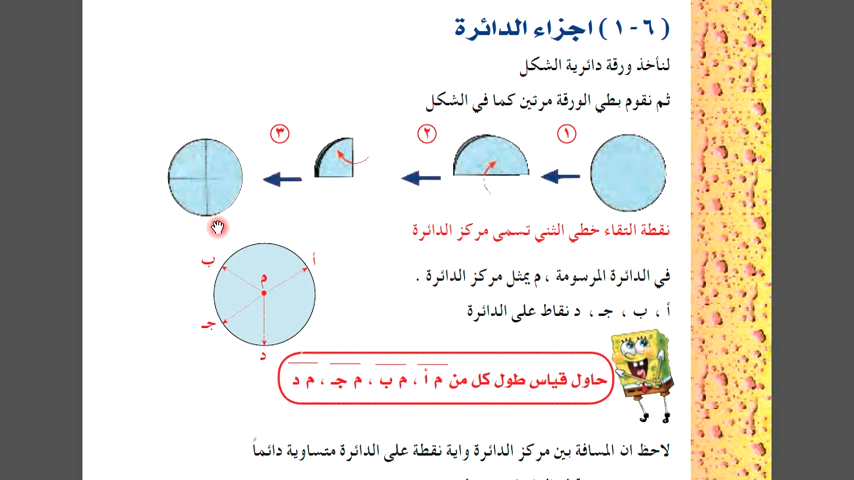 ( ٦ - ١ ) اجزاء الدائرة
لنأخذ ورقة دائرية الشكل
ثم نقوم بطي الورقة مرتين كما في الشكل
١
٢
٣
نقطة التقاء خطي الثني تسمى مركز الدائرة
في الدائرة المرسومة ، م يمثل مركز الدائرة .
أ ، ب ، جـ ، د نقاط على الدائرة
أ
ب
م
جـ
د
حاول قياس طول كل من م أ ، م ب ، م جـ ، م د
لاحظ ان المسافة بين مركز الدائرة واية نقطة على الدائرة متساوية دائماً